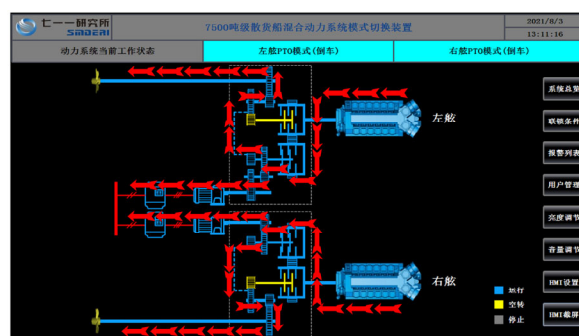 七一一研究所
SMDERI
7500吨级散货船混合动力系统模式切换装置
2021/8/3
13:11:16
动力系统当前工作状态
左舷PTO模式(倒车)
右舷PTO模式(倒车)
系统总览
联锁条件
报警列表
用户管理
亮度调节
音量调节
HMI设置
HMI截屏
左舷
右舷
运行
空转
停止